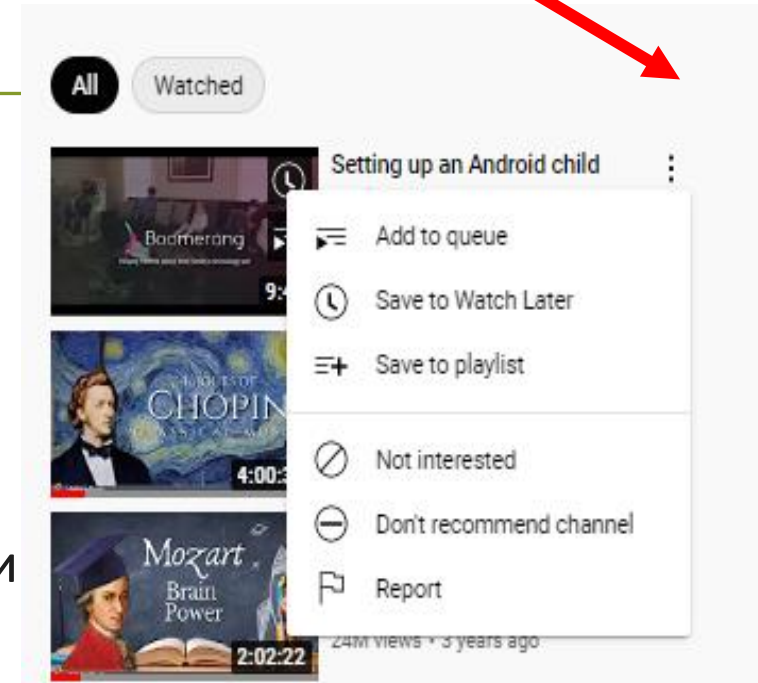 All
Watched
Setting up an Android child
Boomerang
9:4
Add to queue
Save to Watch Later
Save to playlist
CHOPIN
4:00:3
Not interested
Don't recommend channel
Report
и
Mozart
Brain
Power
2:02:22
24M views • 3 years ago